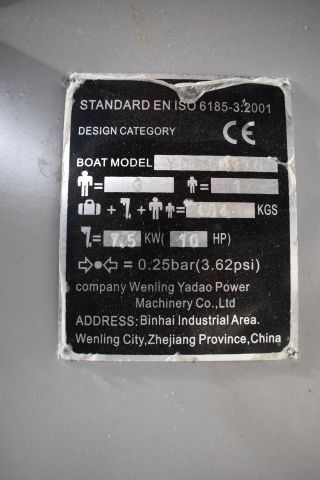 STANDARD EN ISO 6185-3:2001
DESIGN CATEGORY CE
BOAT MODEL
= =
+ + = KGS
= 7.5 KW( 10 HP)
= 0.25bar(3.62psi)
company Wenling Yadao Power
Machinery Co.,Ltd
ADDRESS: Binhai Industrial Area.
Wenling City,Zhejiang Province,China